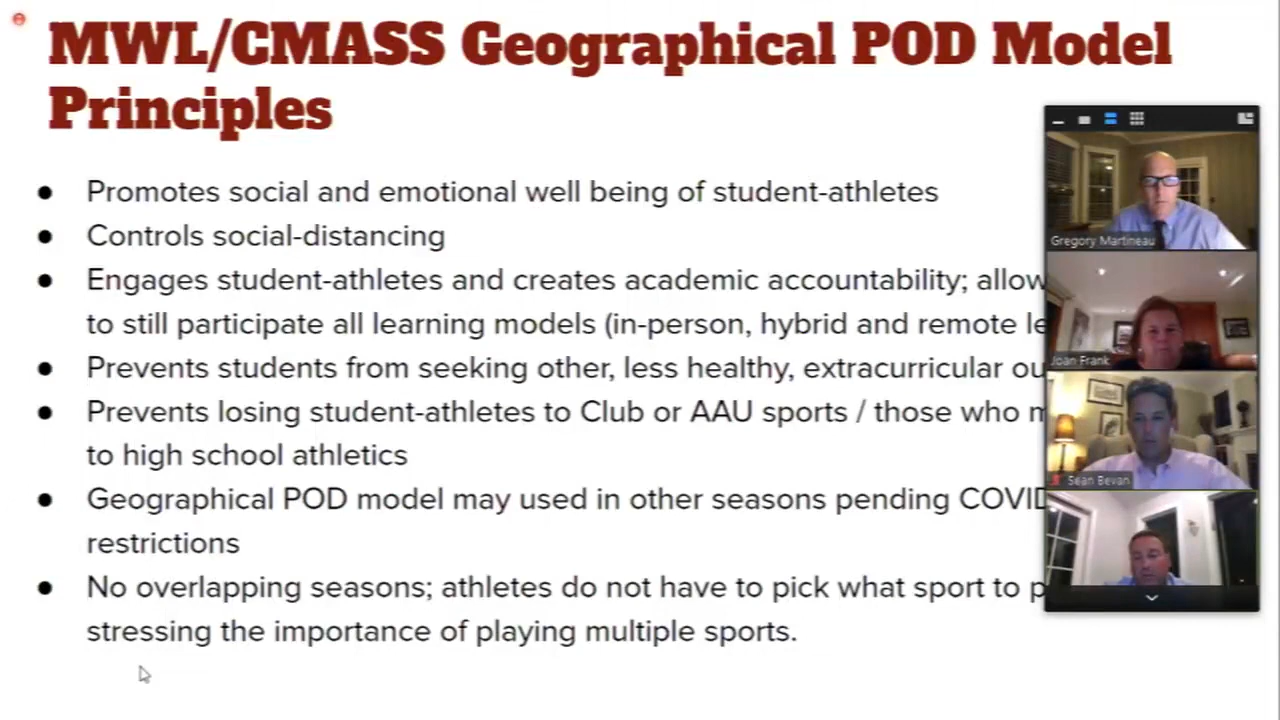 MWL/CMASS Geographical POD Model
Principles
● Promotes social and emotional well being of student-athletes
● Controls social-distancing
● Engages student-athletes and creates academic accountability; allow
to still participate all learning models (in-person, hybrid and remote le
● Prevents students from seeking other, less healthy, extracurricular ou
● Prevents losing student-athletes to Club or AAU sports / those who m
to high school athletics
● Geographical POD model may used in other seasons pending COVID
restrictions
● No overlapping seasons; athletes do not have to pick what sport to p
stressing the importance of playing multiple sports.
Gregory Martineau
Joan Frank
Sean Bevan